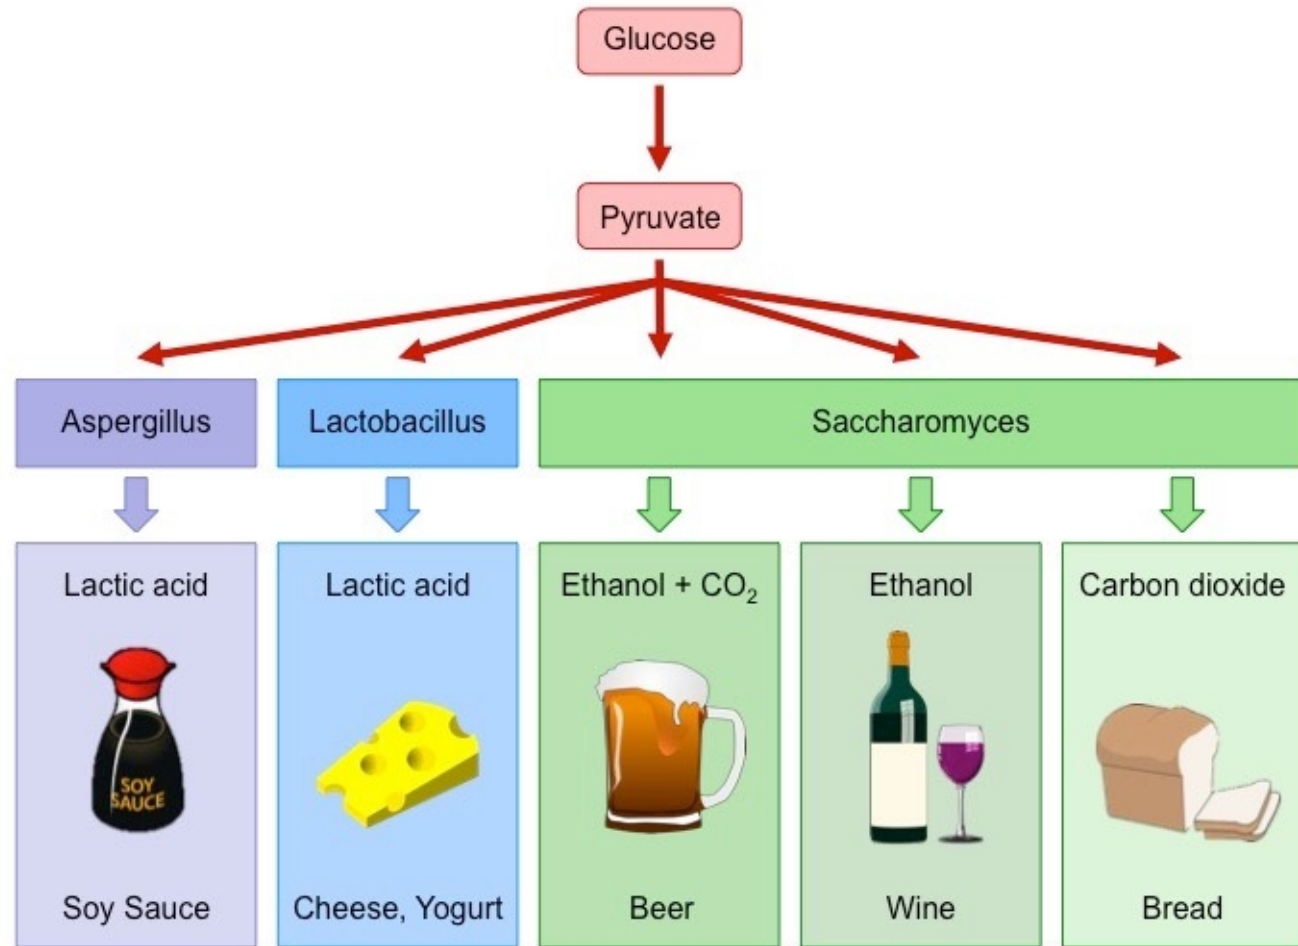 Glucose
Pyruvate
Aspergillus
Lactobacillus
Saccharomyces
Lactic acid
Lactic acid
Ethanol + CO₂
Ethanol
Carbon dioxide
SOY
SAUCE
Soy Sauce
Cheese, Yogurt
Beer
Wine
Bread